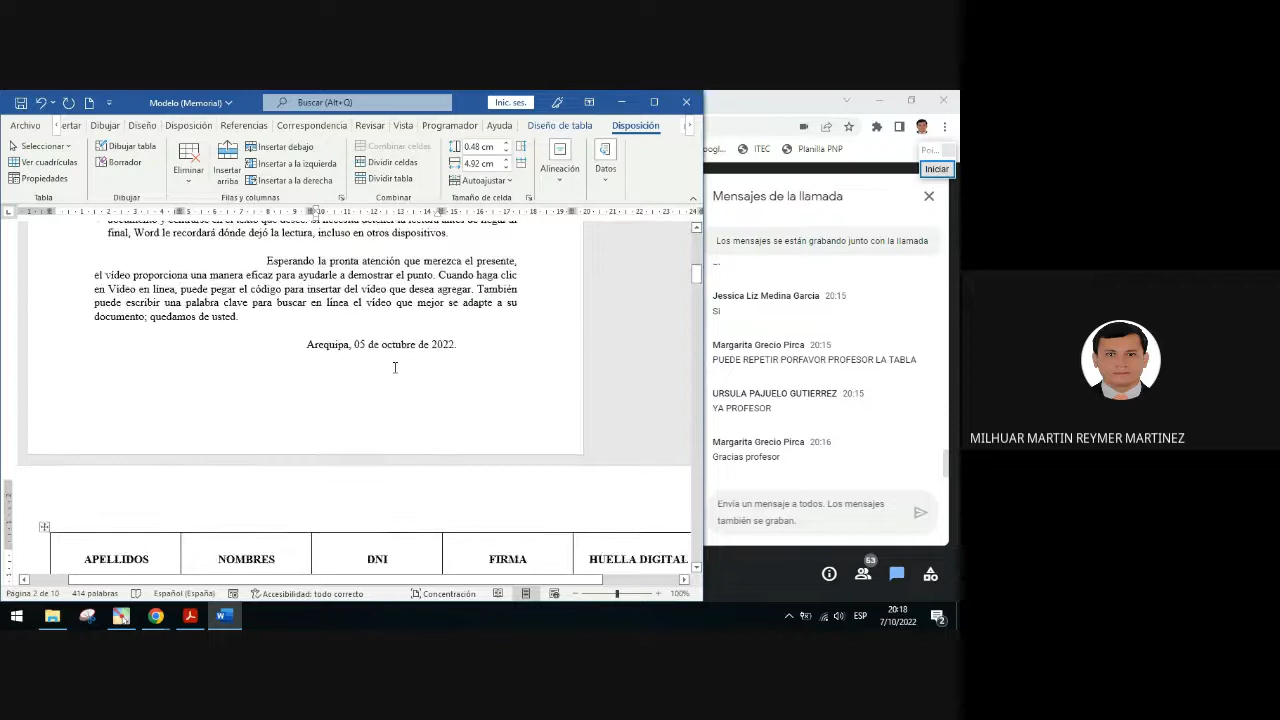 Modelo (Memorial)
Buscar (Alt+Q)
Inic. ses.
Archivo
ertar
Dibujar
Diseño
Disposición
Referencias
Correspondencia
Revisar
Vista
Programador
Ayuda
Diseño de tabla
Disposición
Seleccionar
Ver cuadrículas
Propiedades
Tabla
Dibujar tabla
Borrador
Dibujar
Eliminar
Insertar arriba
Insertar debajo
Insertar a la izquierda
Insertar a la derecha
Filas y columnas
Combinar celdas
Dividir celdas
Dividir tabla
Combinar
0.48 cm
4.92 cm
Autoajustar
Tamaño de celda
Alineación
Datos
final, Word le recordará dónde dejó la lectura, incluso en otros dispositivos.
Esperando la pronta atención que merezca el presente,
el vídeo proporciona una manera eficaz para ayudarle a demostrar el punto. Cuando haga clic
en Vídeo en línea, puede pegar el código para insertar del vídeo que desea agregar. También
puede escribir una palabra clave para buscar en línea el vídeo que mejor se adapte a su
documento; quedamos de usted.
Arequipa, 05 de octubre de 2022.
APELLIDOS
NOMBRES
DNI
FIRMA
HUELLA DIGITAL
Página 2 de 10
414 palabras
Español (España)
Accesibilidad: todo correcto
Concentración
100%
ITEC
Planilla PNP
Iniciar
Mensajes de la llamada
Los mensajes se están grabando junto con la llamada
Jessica Liz Medina Garcia 20:15
Si
Margarita Grecio Pirca 20:15
PUEDE REPETIR PORFAVOR PROFESOR LA TABLA
URSULA PAJUELO GUTIERREZ 20:15
YA PROFESOR
Margarita Grecio Pirca 20:16
Gracias profesor
Envía un mensaje a todos. Los mensajes
también se graban.
53
ESP
20:18
7/10/2022
2
MILHUAR MARTIN REYMER MARTINEZ